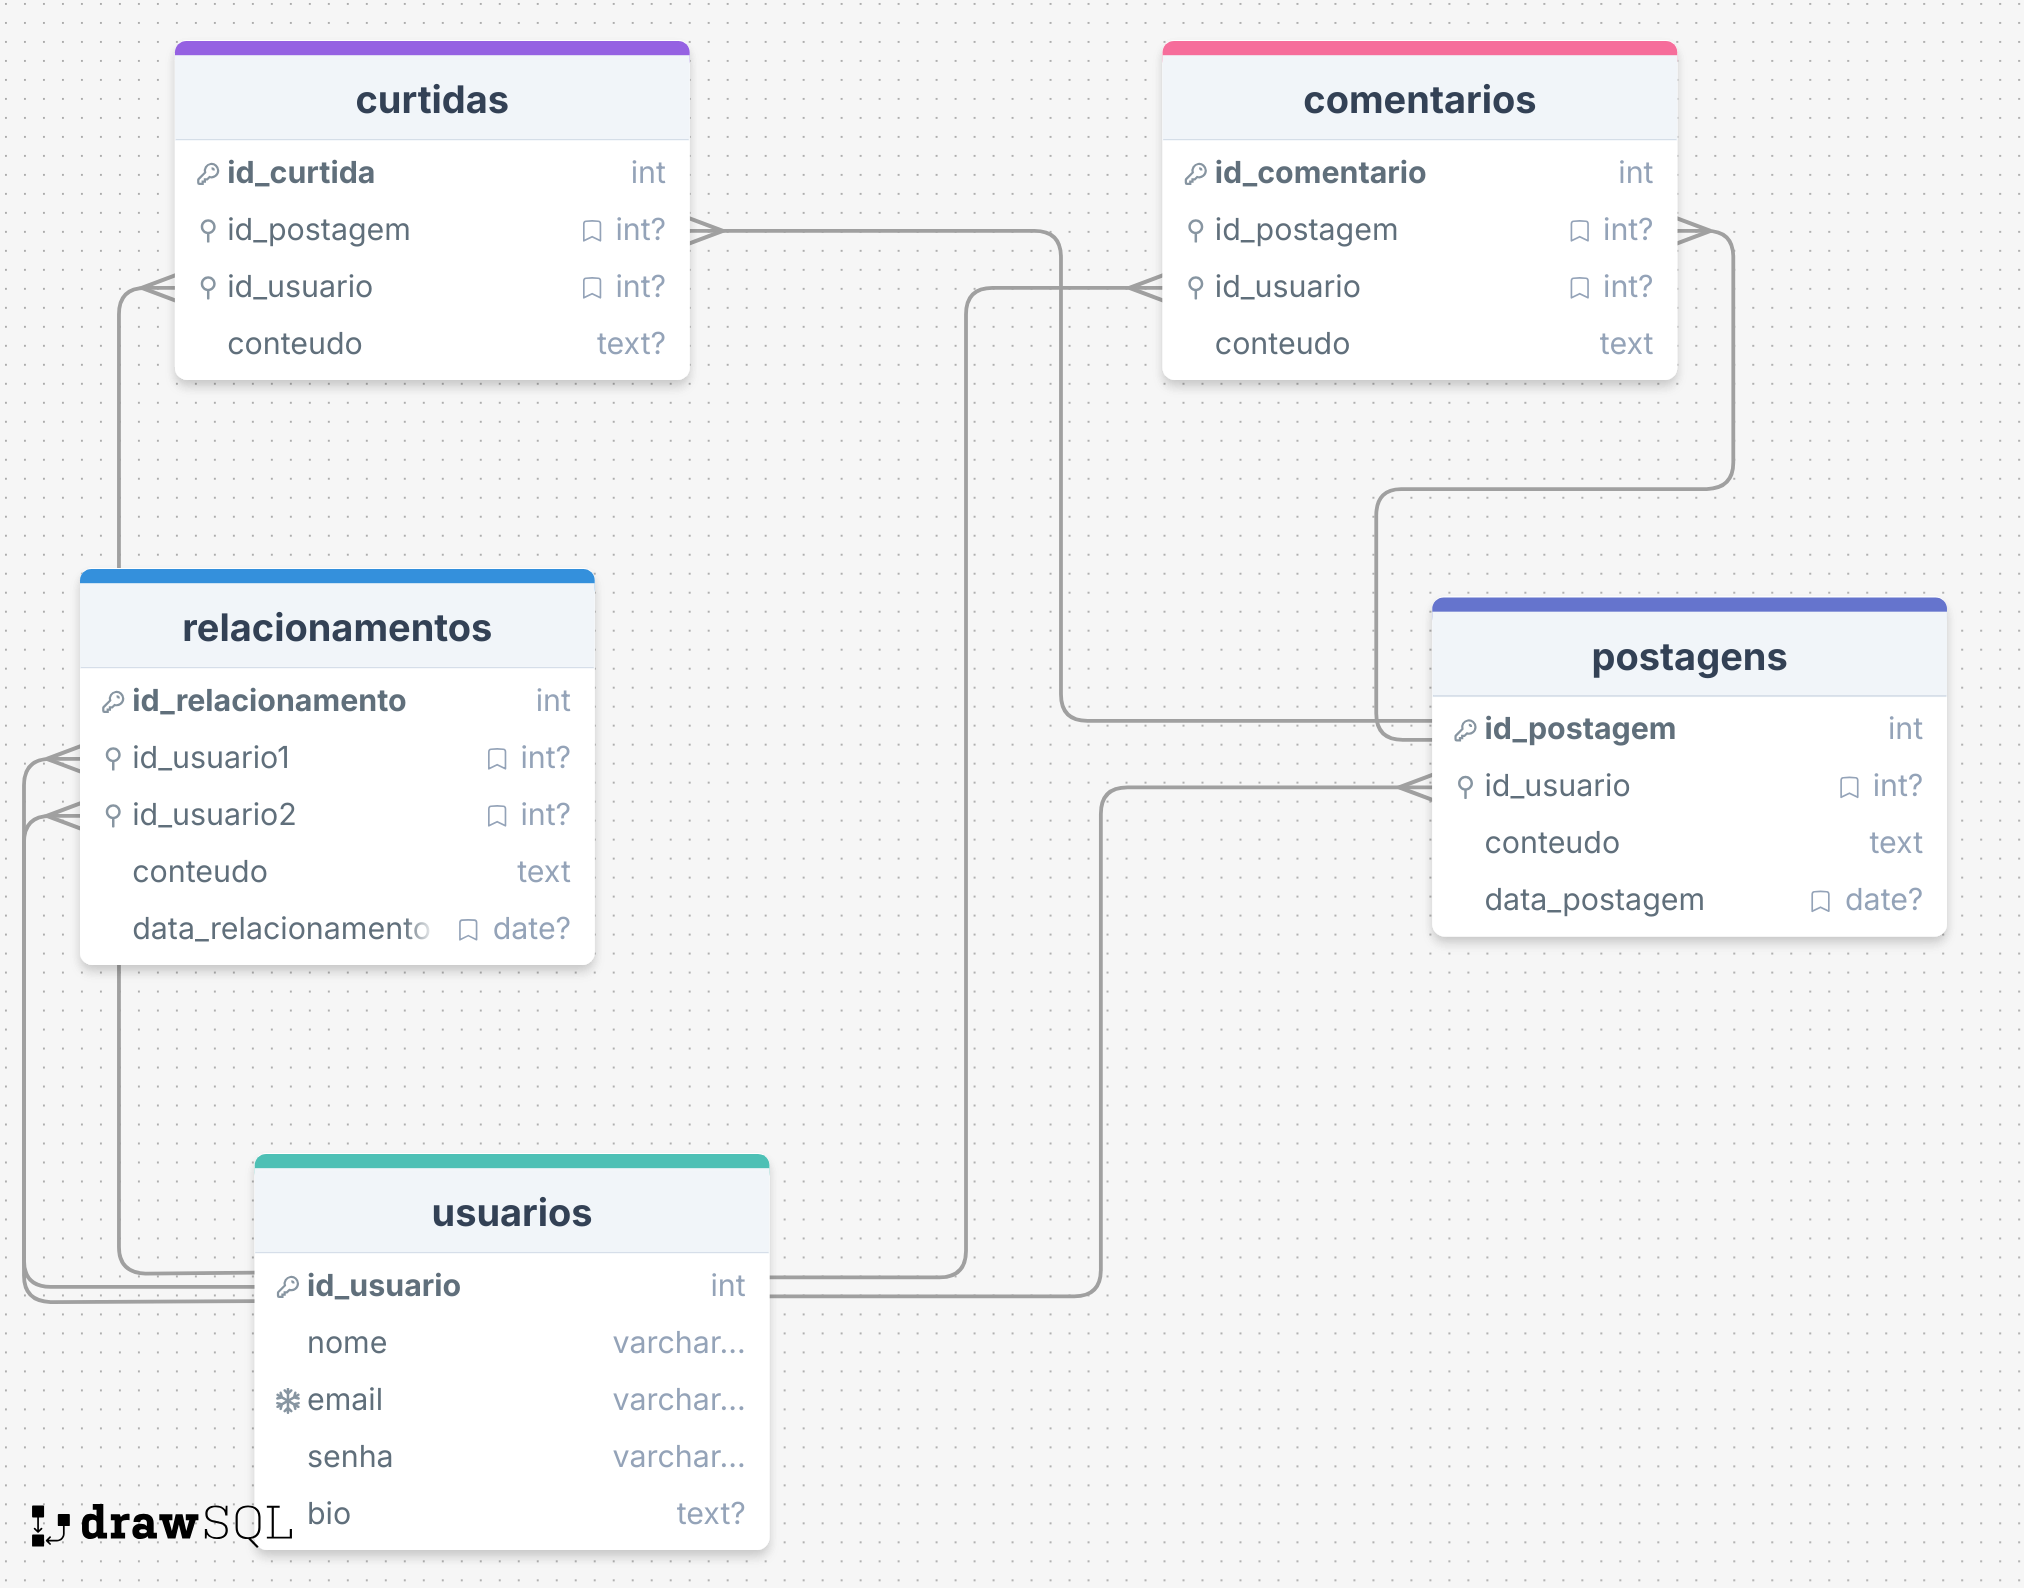 curtidas
id_curtida int
id_postagem int?
id_usuario int?
conteudo text?
comentarios
id_comentario int
id_postagem int?
id_usuario int?
conteudo text
relacionamentos
id_relacionamento int
id_usuario1 int?
id_usuario2 int?
conteudo text
data_relacionamento date?
postagens
id_postagem int
id_usuario int?
conteudo text
data_postagem date?
usuarios
id_usuario int
nome varchar...
email varchar...
senha varchar...
bio text?
drawSQL